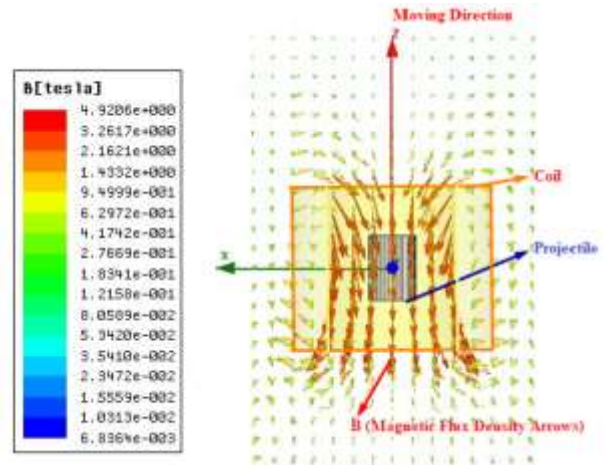 Moving Direction
z
B[tesla]
4.9206e+000
3.2617e+000
2.1621e+000
1.4332e+000
9.4999e-001
6.2972e-001
4.1742e-001
2.7669e-001
1.8341e-001
1.2158e-001
8.0589e-002
5.3420e-002
3.5410e-002
2.3472e-002
1.5559e-002
1.0313e-002
6.8364e-003
Coil
Projectile
X
B (Magnetic Flux Density Arrows)